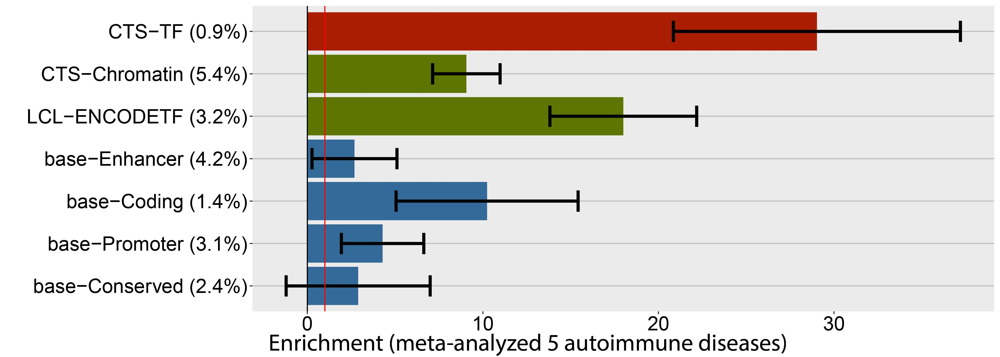 CTS−TF (0.9%)
CTS−Chromatin (5.4%)
LCL−ENCODETF (3.2%)
base−Enhancer (4.2%)
base−Coding (1.4%)
base−Promoter (3.1%)
base−Conserved (2.4%)
0 10 20 30
Enrichment (meta-analyzed 5 autoimmune diseases)